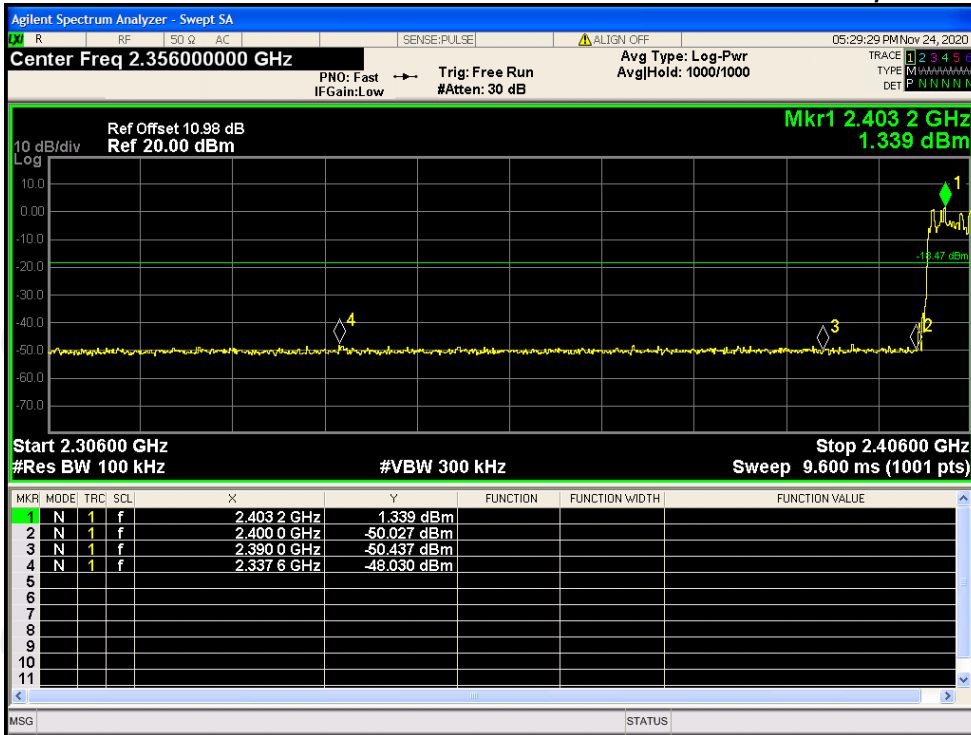 Agilent Spectrum Analyzer - Swept SA
LXI R RF 50 Ω AC SENSE:PULSE ALIGN OFF 05:29:29 PM Nov 24, 2020
Center Freq 2.356000000 GHz
PNO: Fast
IFGain:Low
Trig: Free Run
#Atten: 30 dB
Avg Type: Log-Pwr
Avg|Hold: 1000/1000
TRACE 1 2 3 4 5 6
TYPE M
DET P N N N N N
Mkr1 2.403 2 GHz
1.339 dBm
Ref Offset 10.98 dB
10 dB/div Ref 20.00 dBm
Log
10.0
0.00
-10.0
-20.0
-30.0
-40.0
-50.0
-60.0
-70.0
1
-18.47 dBm
4
3
2
Start 2.30600 GHz Stop 2.40600 GHz
#Res BW 100 kHz #VBW 300 kHz Sweep 9.600 ms (1001 pts)
MKR MODE TRC SCL X Y FUNCTION FUNCTION WIDTH FUNCTION VALUE
1 N 1 f 2.403 2 GHz 1.339 dBm
2 N 1 f 2.400 0 GHz -50.027 dBm
3 N 1 f 2.390 0 GHz -50.437 dBm
4 N 1 f 2.337 6 GHz -48.030 dBm
5
6
7
8
9
10
11
MSG STATUS